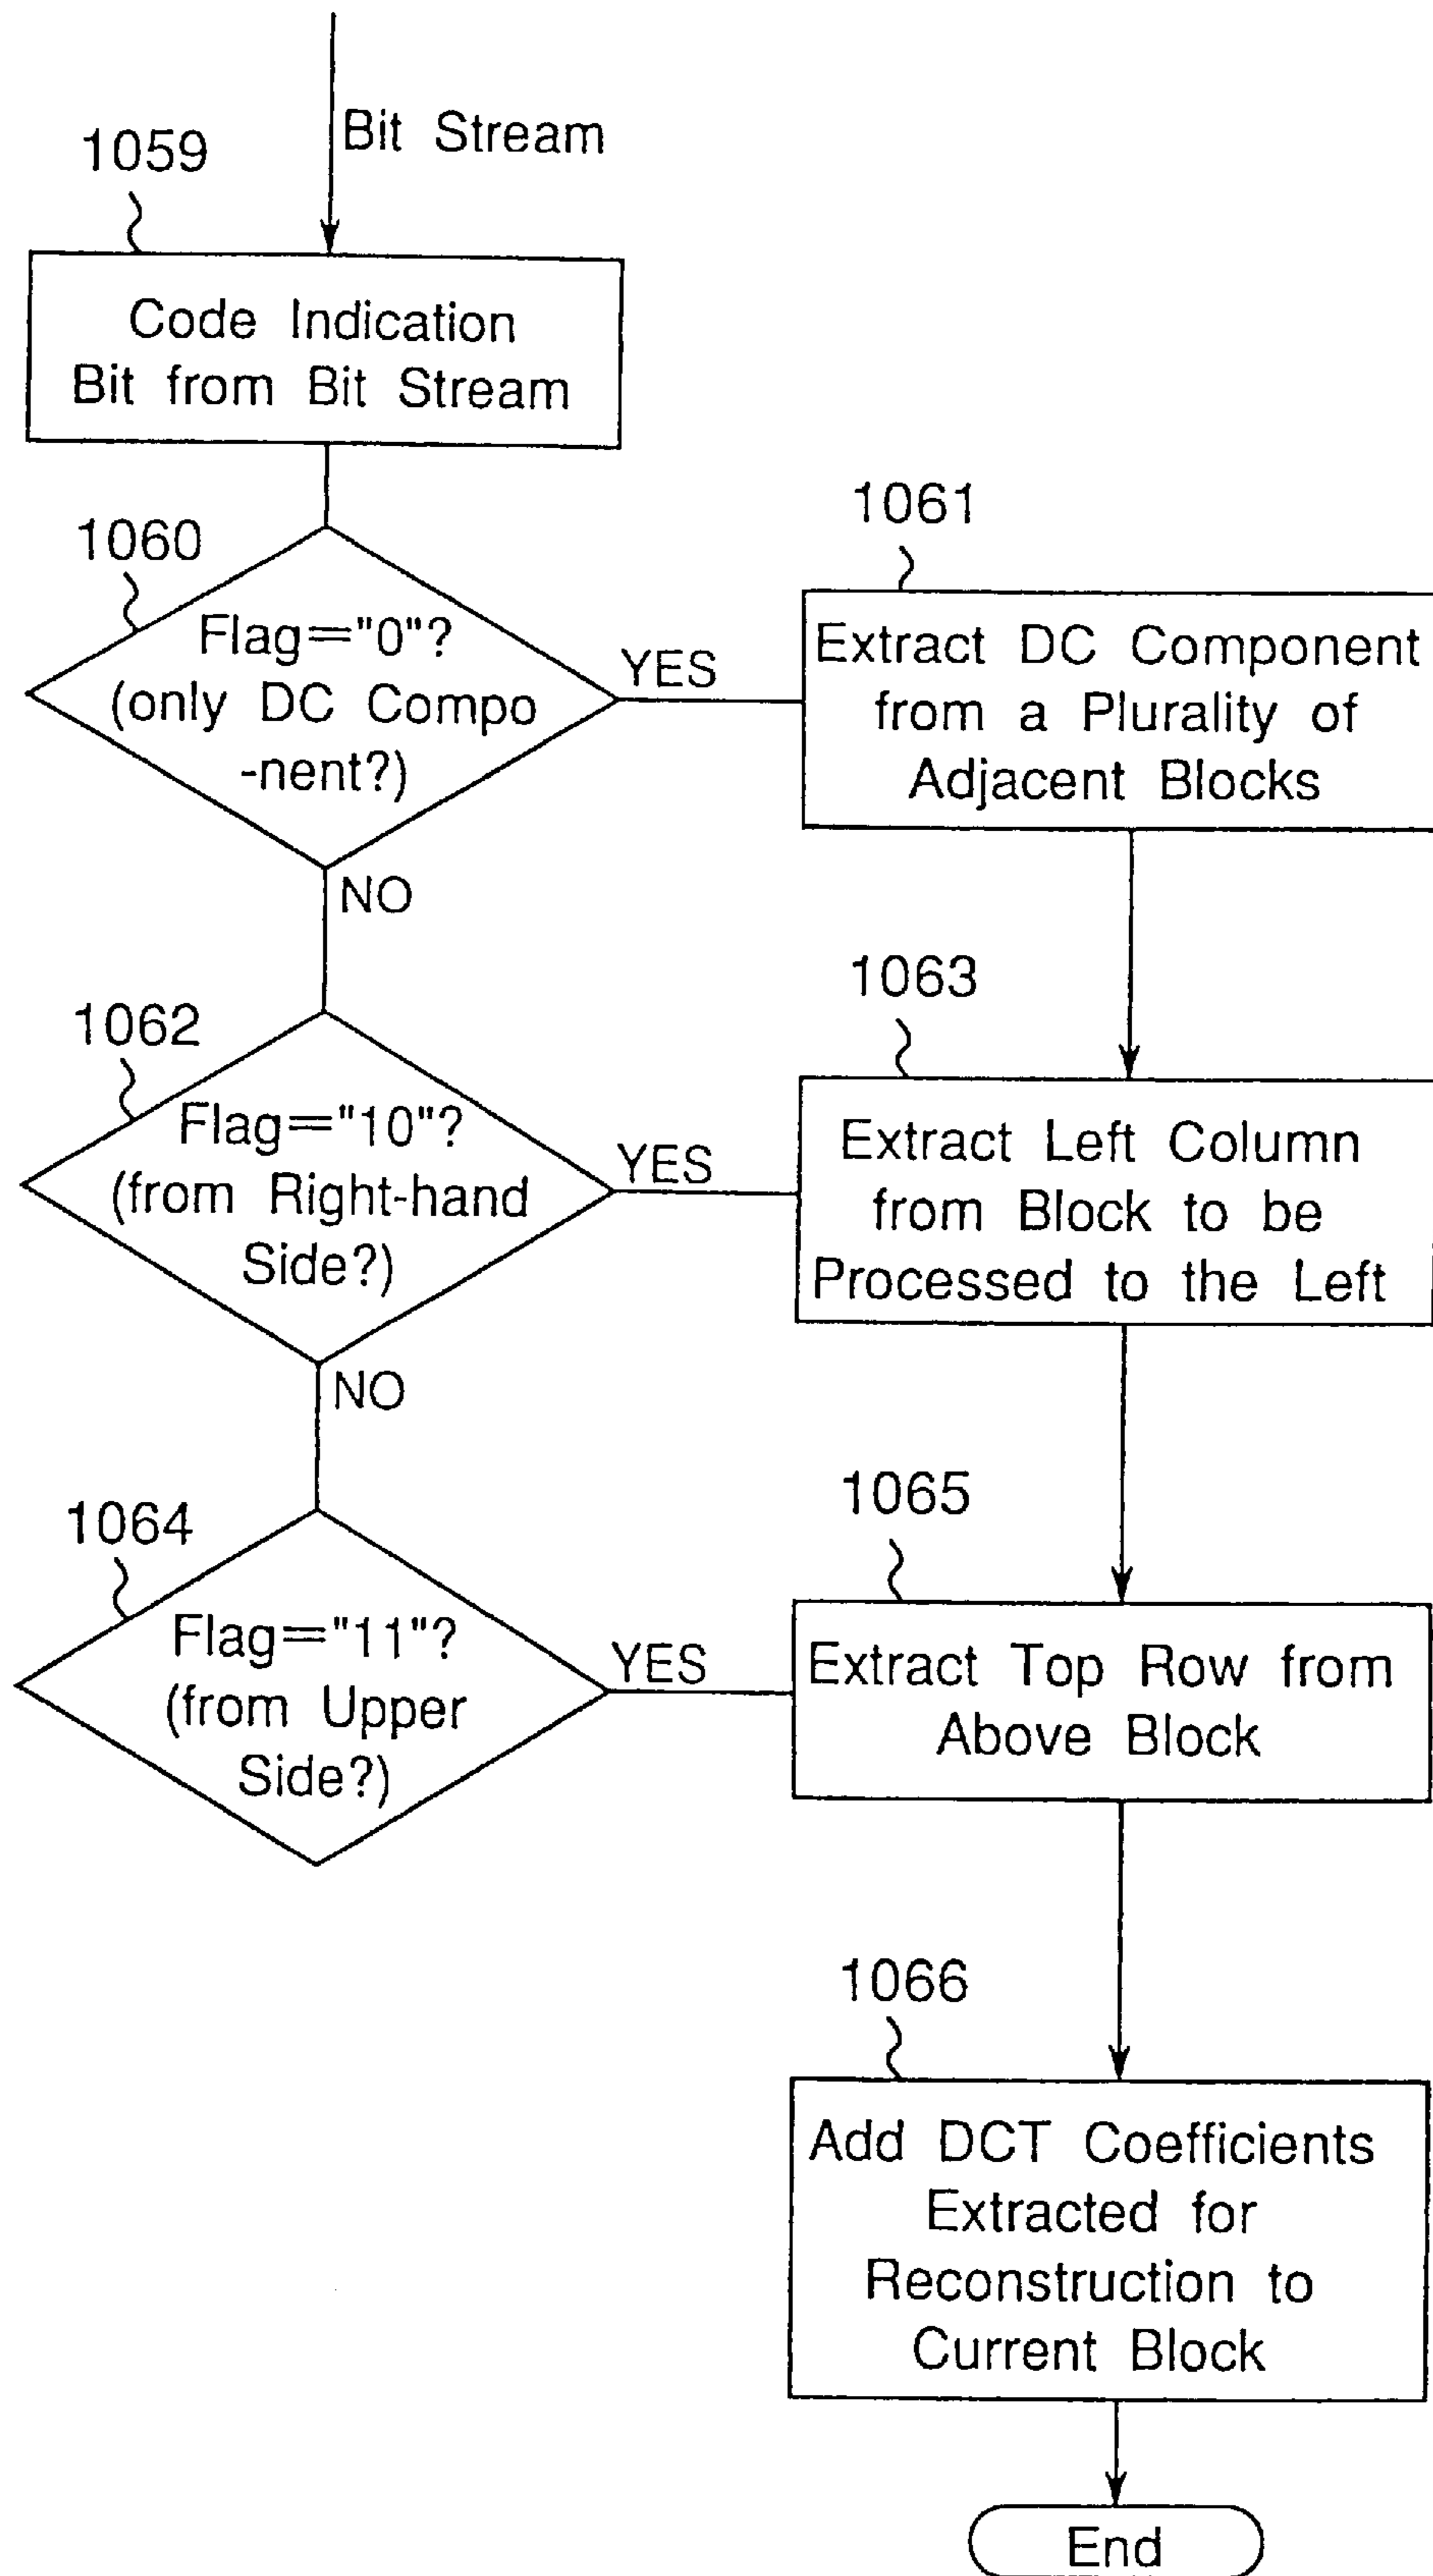 Bit Stream
1059
Code Indication
Bit from Bit Stream
1060
Flag="0"?
(only DC Compo
-nent?)
YES
NO
1061
Extract DC Component
from a Plurality of
Adjacent Blocks
1062
Flag="10"?
(from Right-hand
Side?)
YES
NO
1063
Extract Left Column
from Block to be
Processed to the Left
1064
Flag="11"?
(from Upper
Side?)
YES
1065
Extract Top Row from
Above Block
1066
Add DCT Coefficients
Extracted for
Reconstruction to
Current Block
End